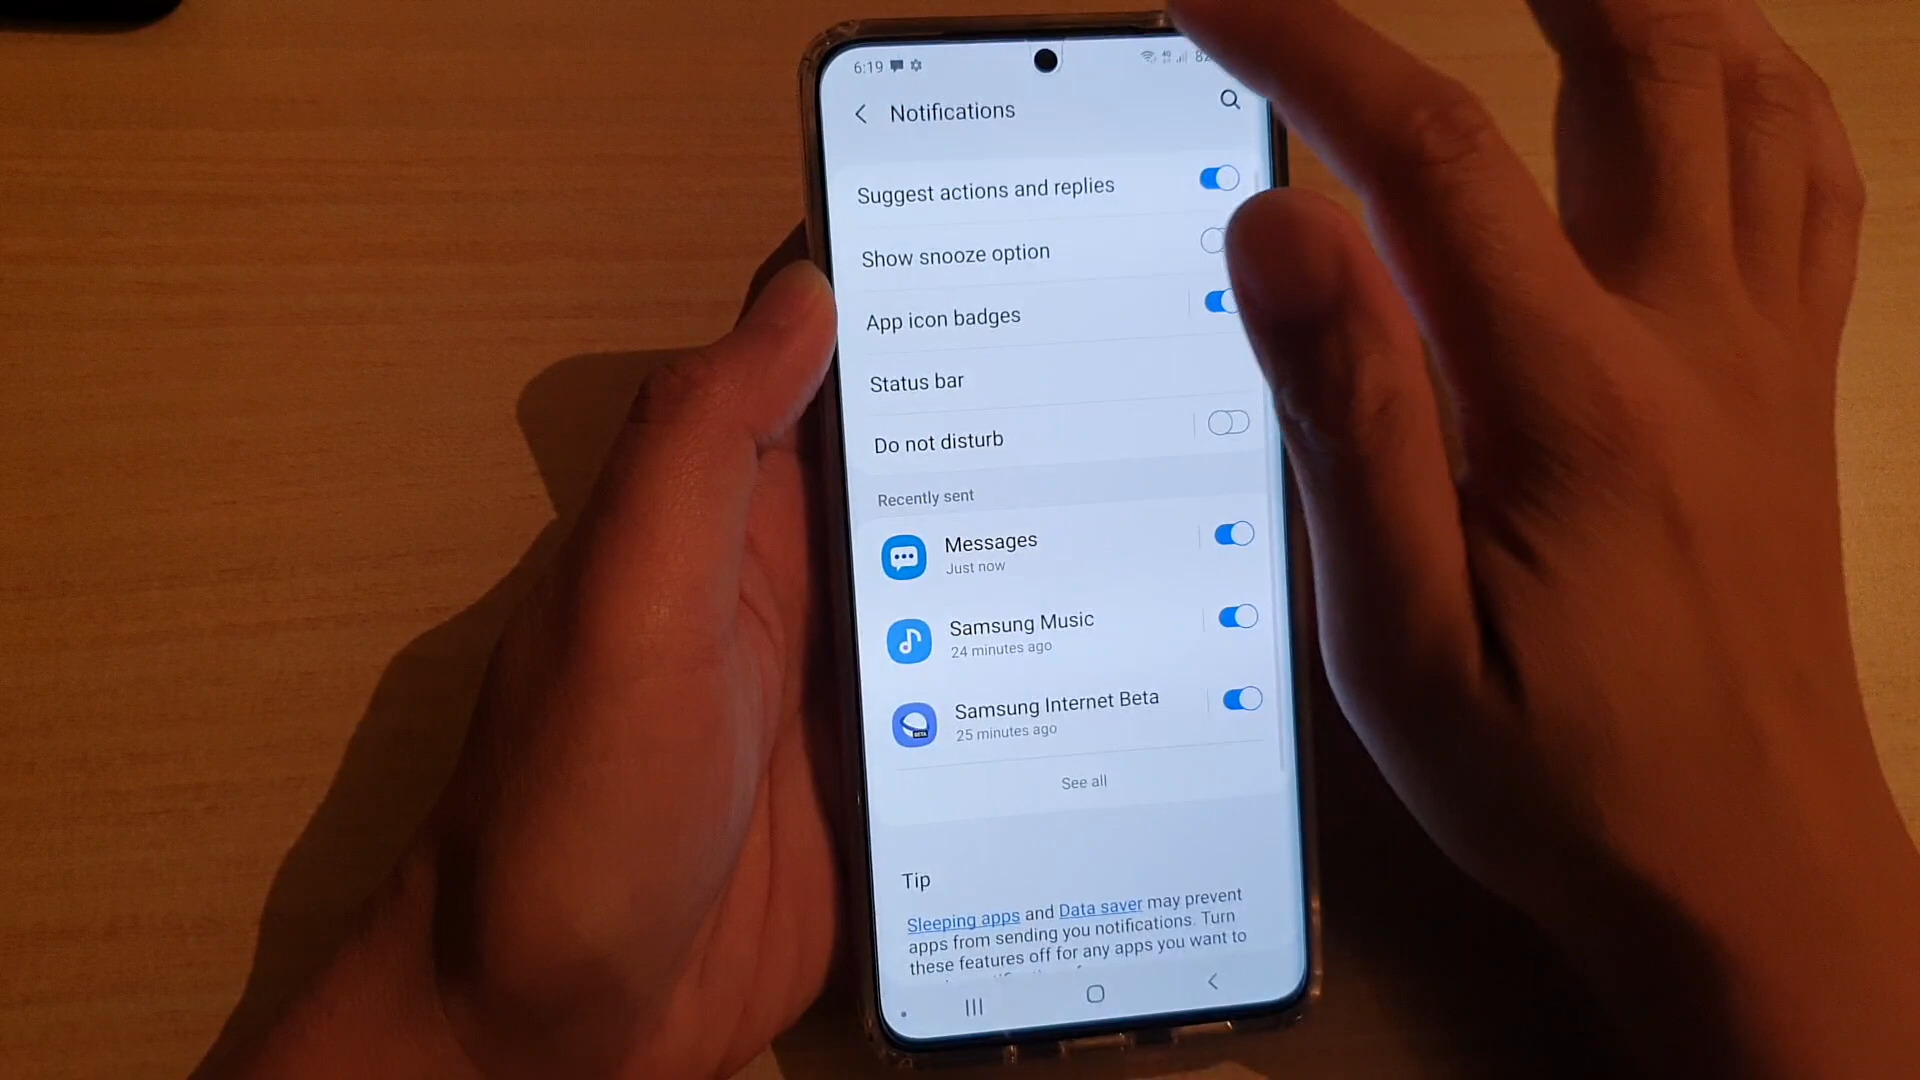 6:19
Notifications
Suggest actions and replies
Show snooze option
App icon badges
Status bar
Do not disturb
Recently sent
Messages
Just now
Samsung Music
24 minutes ago
Samsung Internet Beta
25 minutes ago
See all
Tip
Sleeping apps and Data saver may prevent
apps from sending you notifications. Turn
these features off for any apps you want to